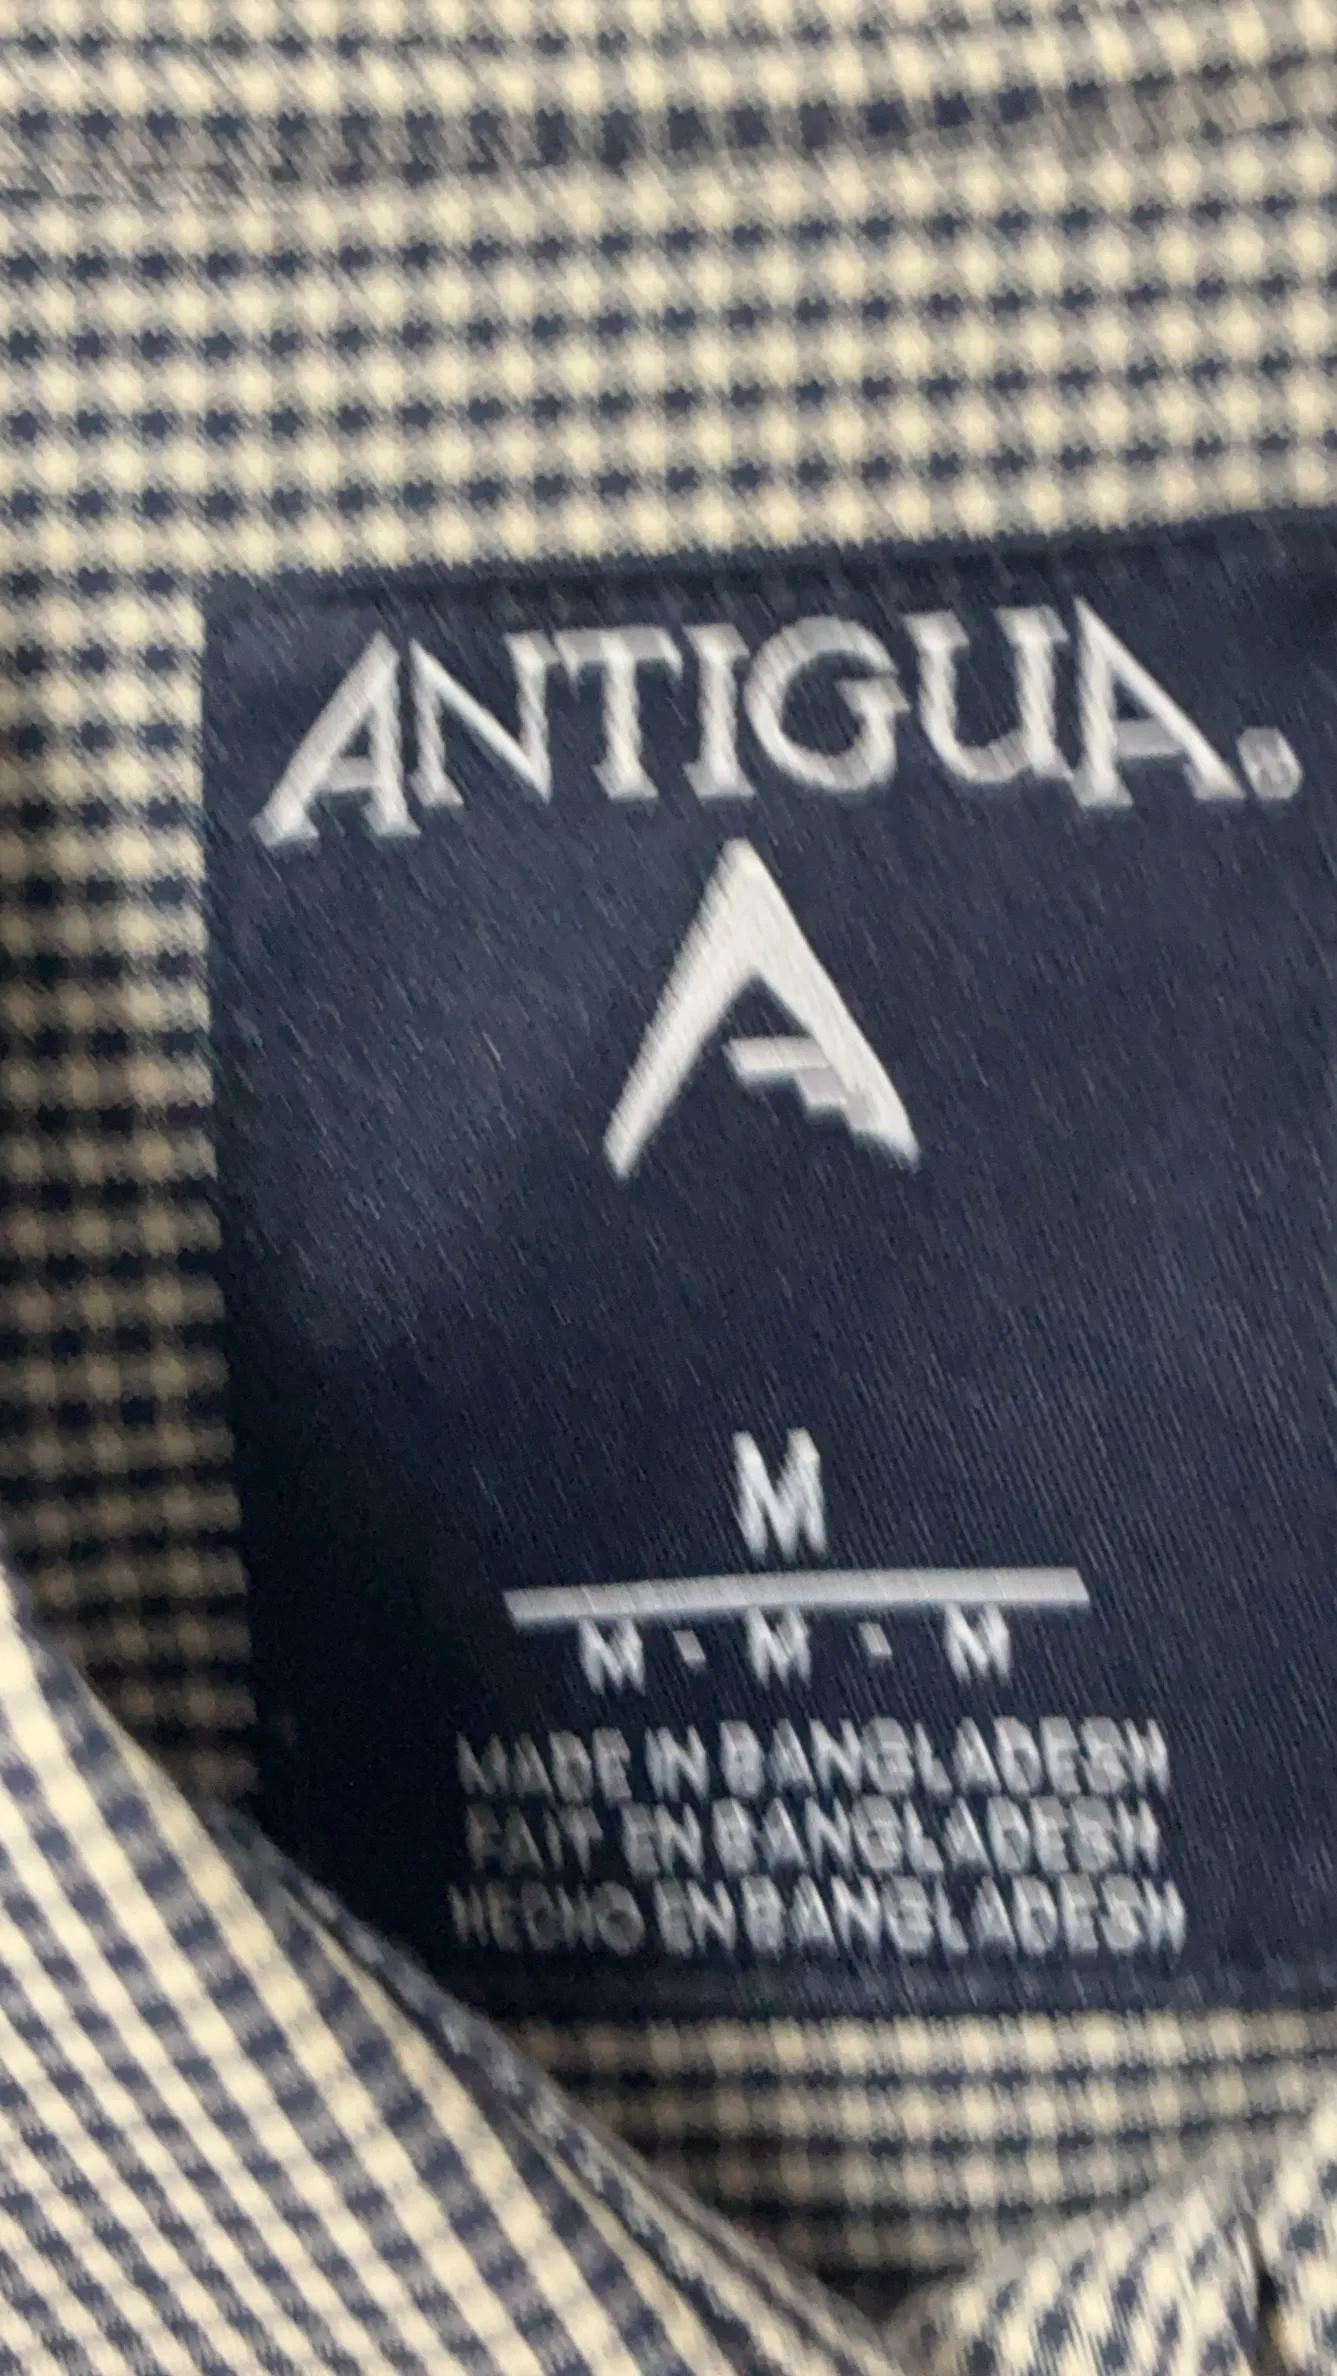 ANTIGUA®
A
M
M - M - M
MADE IN BANGLADESH
FAIT EN BANGLADESH
HECHO EN BANGLADESH